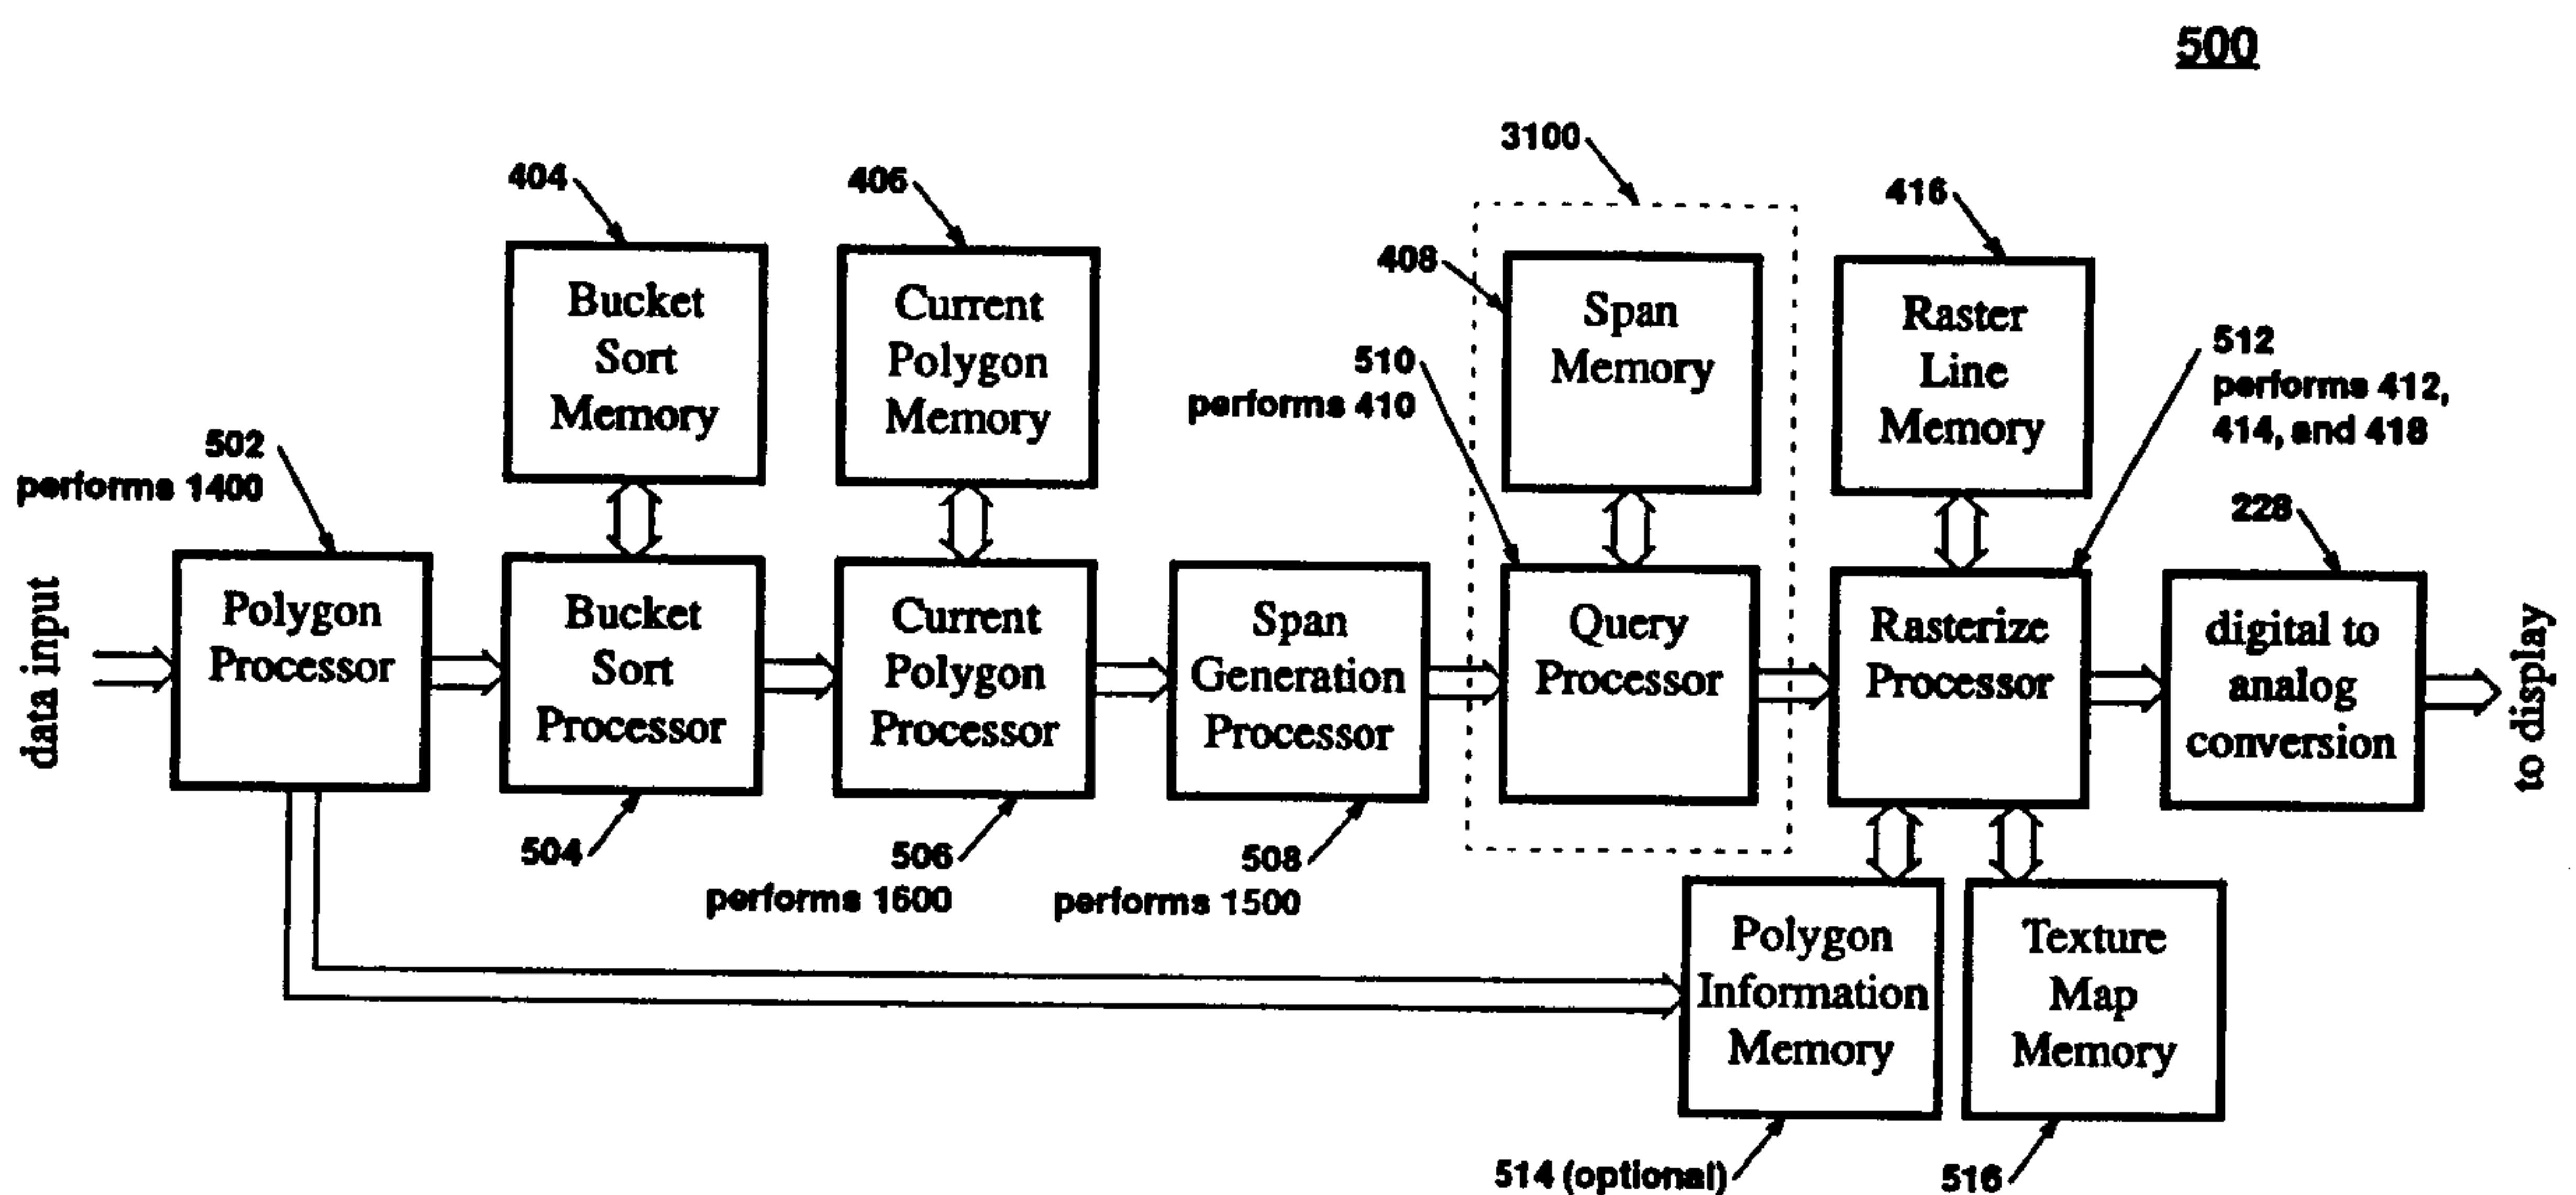 500
3100
404
406
416
408
Bucket
Sort
Memory
Current
Polygon
Memory
Span
Memory
Raster
Line
Memory
510
performs 410
512
performs 412,
414, and 418
502
performs 1400
228
data input
Polygon
Processor
Bucket
Sort
Processor
Current
Polygon
Processor
Span
Generation
Processor
Query
Processor
Rasterize
Processor
digital to
analog
conversion
to display
504
506
performs 1600
508
performs 1500
Polygon
Information
Memory
Texture
Map
Memory
514 (optional)
516